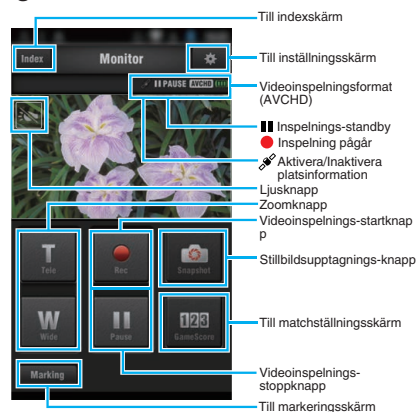 Till indexskärm
Index
Monitor
Till inställningsskärm
PAUSE AVCHD
Videoinspelningsformat
(AVCHD)
Inspelnings-standby
Inspelning pågår
Aktivera/Inaktivera
platsinformation
Ljusknapp
Zoomknapp
Videoinspelnings-startknap
p
T
Tele
Rec
Snapshot
Stillbildsupptagnings-knapp
W
Wide
Pause
123
GameScore
Till matchställningsskärm
Marking
Videoinspelnings-
stoppknapp
Till markeringsskärm